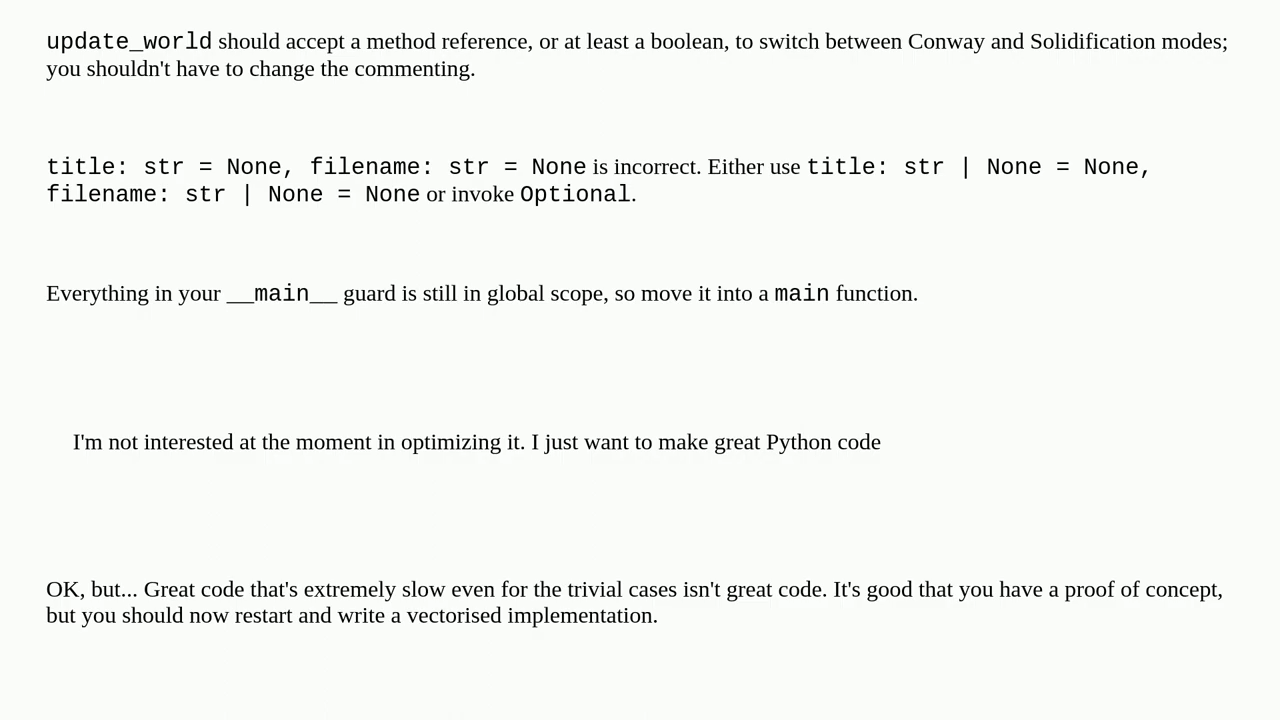 update_world should accept a method reference, or at least a boolean, to switch between Conway and Solidification modes;
you shouldn't have to change the commenting.
title: str = None, filename: str = None is incorrect. Either use title: str | None = None,
filename: str | None = None or invoke Optional.
Everything in your __main__ guard is still in global scope, so move it into a main function.
I'm not interested at the moment in optimizing it. I just want to make great Python code
OK, but... Great code that's extremely slow even for the trivial cases isn't great code. It's good that you have a proof of concept,
but you should now restart and write a vectorised implementation.